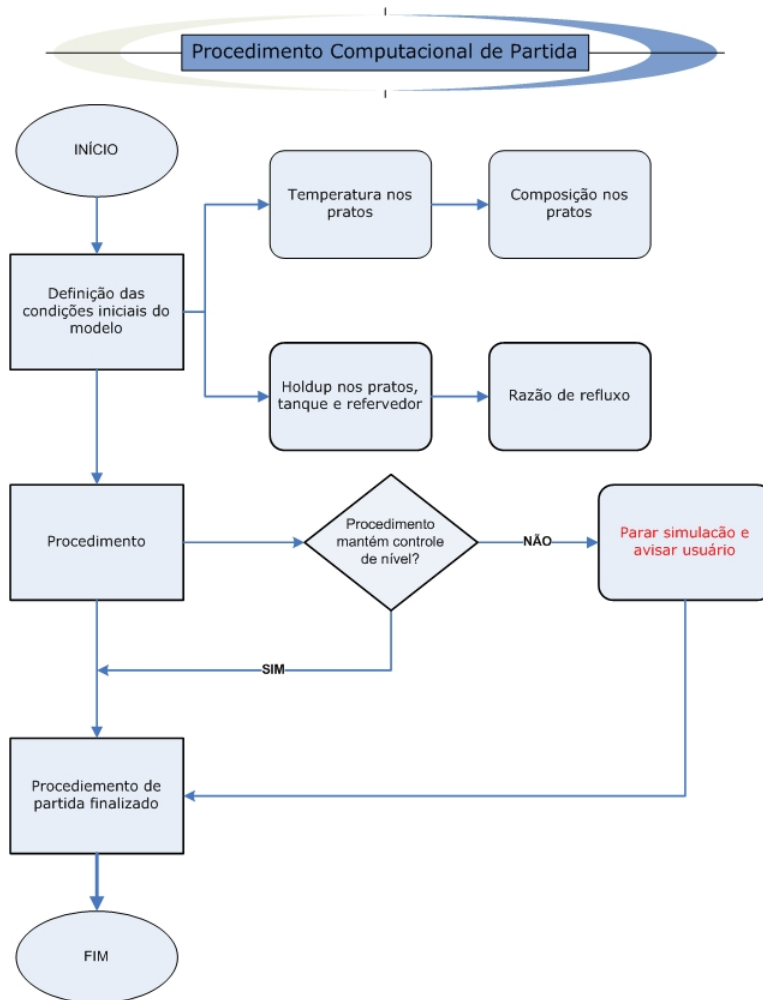 Procedimento Computacional de Partida
INÍCIO
Temperatura nos
pratos
Composição nos
pratos
Definição das
condições iniciais do
modelo
Holdup nos pratos,
tanque e refervedor
Razão de refluxo
Procedimento
Procedimento
mantém controle
de nível?
NÃO
Parar simulacão e
avisar usuário
SIM
Procediemento de
partida finalizado
FIM